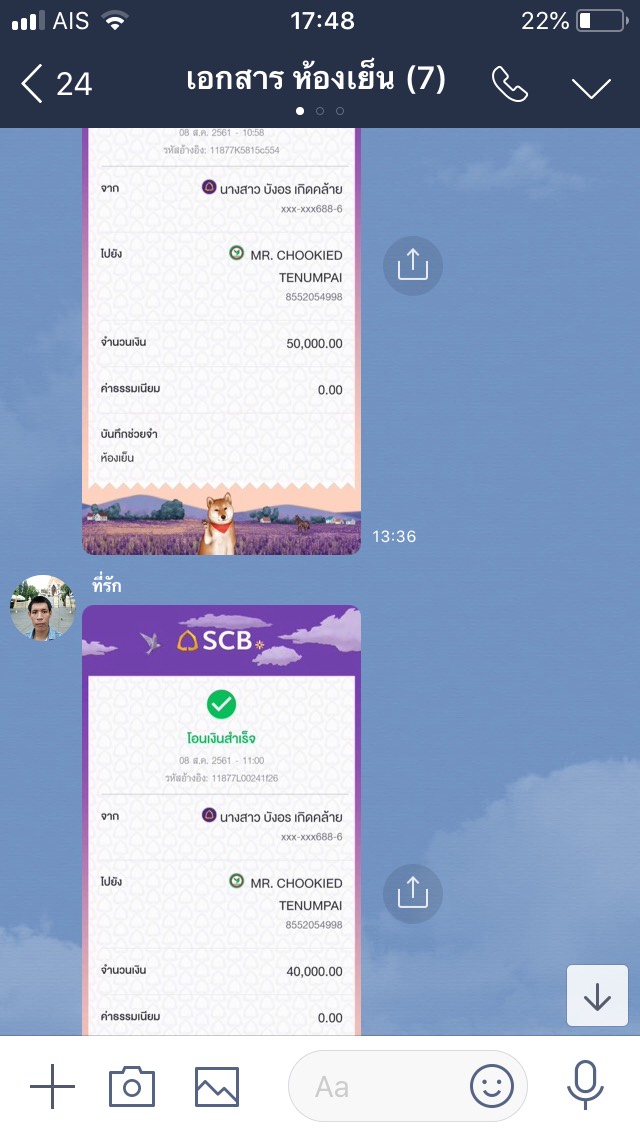 AIS
17:48
22%
24
เอกสาร ห้องเย็น (7)
08 ส.ค. 2561 - 10:58
รหัสอ้างอิง: 11877K5815c554
จาก
นางสาว บังอร เกิดคล้าย
xxx-xxx688-6
ไปยัง
MR. CHOOKIED
TENUMPAI
8552054998
จำนวนเงิน
50,000.00
ค่าธรรมเนียม
0.00
บันทึกช่วยจำ
ห้องเย็น
13:36
ที่รัก
SCB
โอนเงินสำเร็จ
08 ส.ค. 2561 - 11:00
รหัสอ้างอิง: 11877L00241f26
จาก
นางสาว บังอร เกิดคล้าย
xxx-xxx688-6
ไปยัง
MR. CHOOKIED
TENUMPAI
8552054998
จำนวนเงิน
40,000.00
ค่าธรรมเนียม
0.00
Aa